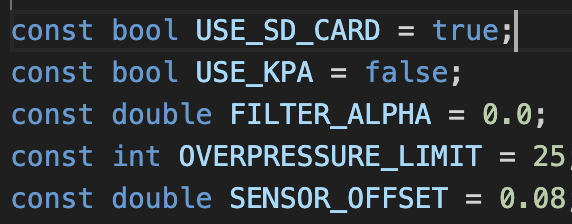 const bool USE_SD_CARD = true;
const bool USE_KPA = false;
const double FILTER_ALPHA = 0.0;
const int OVERPRESSURE_LIMIT = 25
const double SENSOR_OFFSET = 0.08